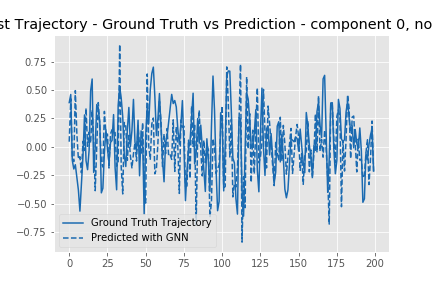 st Trajectory - Ground Truth vs Prediction - component 0, no
0.75
0.50
0.25
0.00
−0.25
−0.50
−0.75
Ground Truth Trajectory
Predicted with GNN
0 25 50 75 100 125 150 175 200